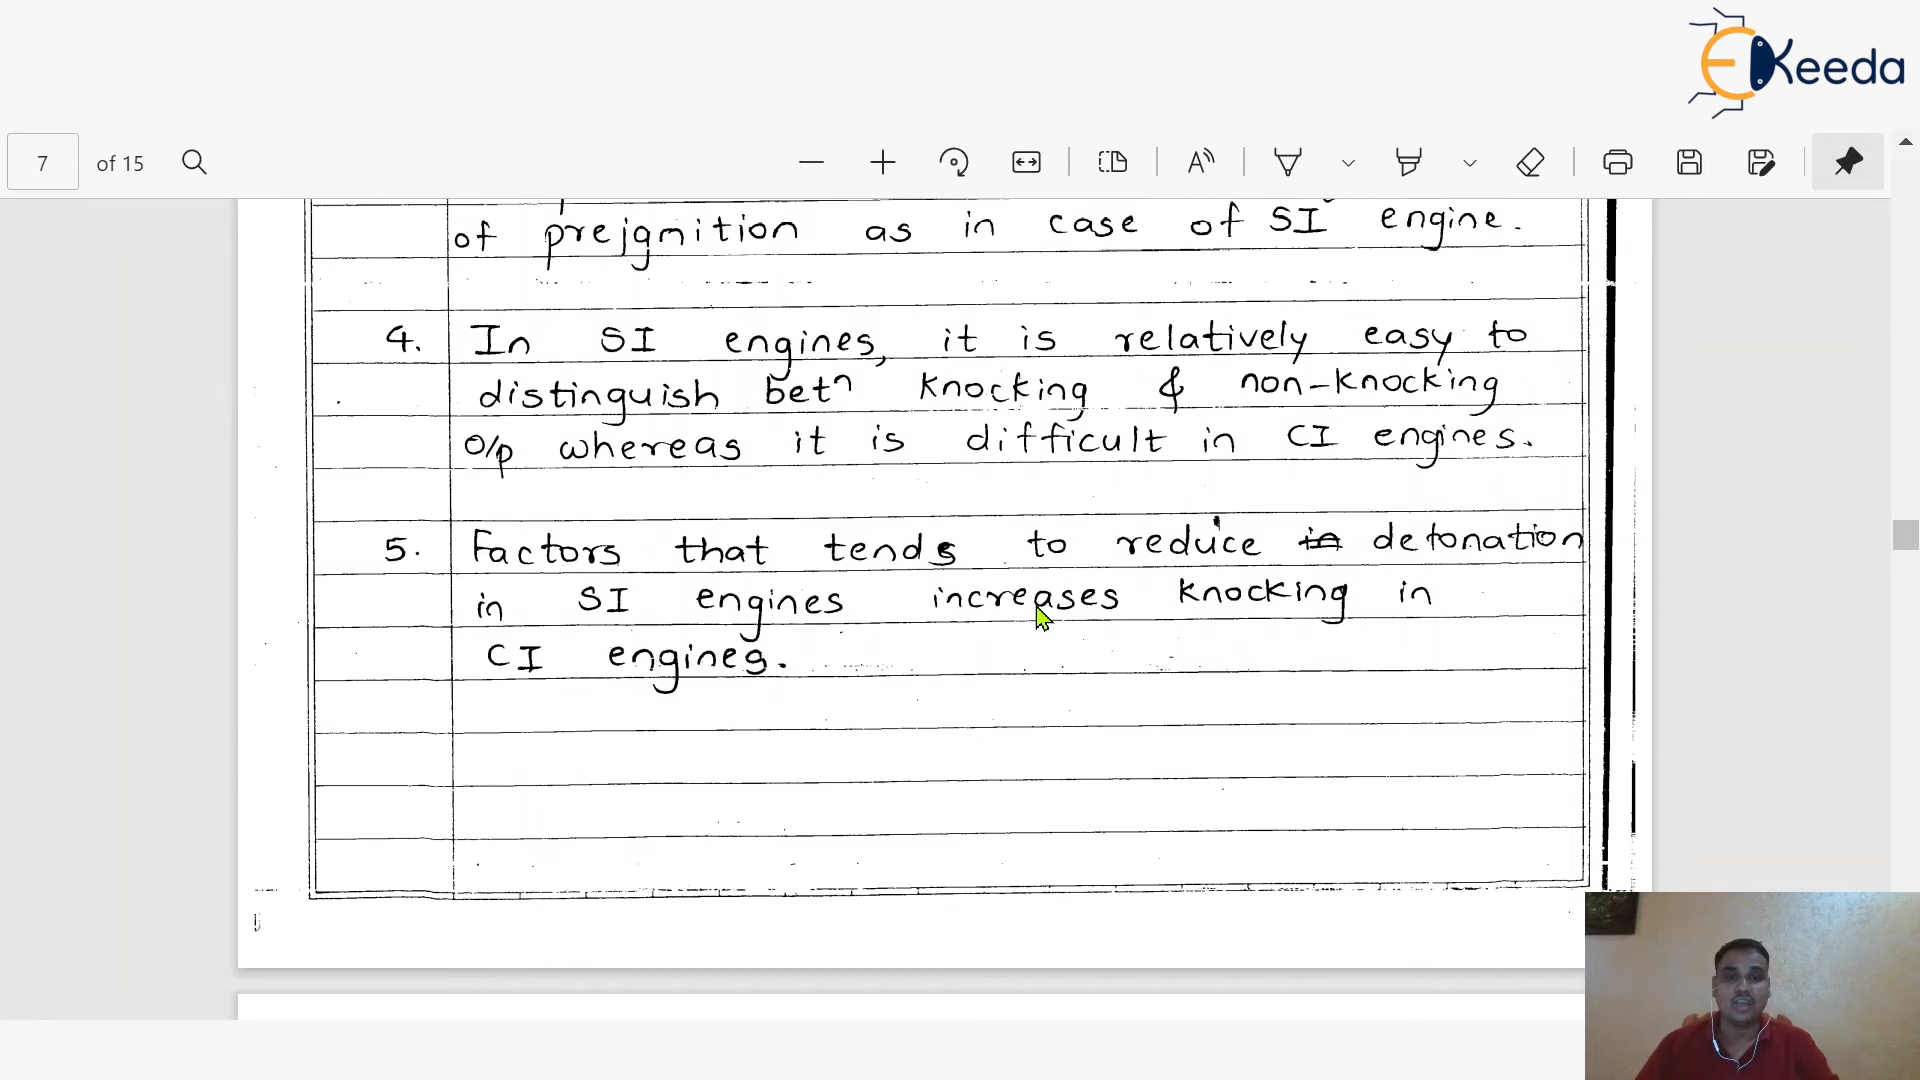 EKeeda
7 of 15
of prejgnition as in case of SI engine.
4. In SI engines, it is relatively easy to
distinguish betn knocking & non-knocking
o/p whereas it is difficult in CI engines.
5. Factors that tends to reduce in detonation
in SI engines increases knocking in
CI engines.